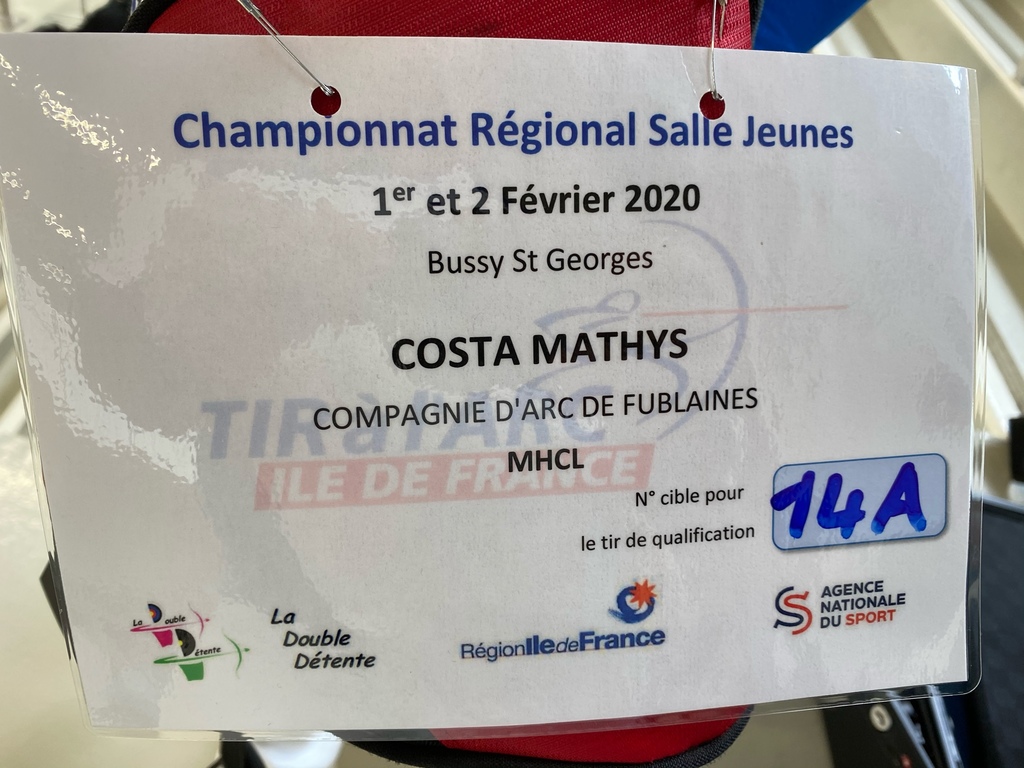 Championnat Régional Salle Jeunes
1er et 2 Février 2020
Bussy St Georges
COSTA MATHYS
TIR à l'ARC
COMPAGNIE D'ARC DE FUBLAINES
MHCL
ILE DE FRANCE
N° cible pour
le tir de qualification
14A
La Double
Détente
La
Double
Détente
RégionIledeFrance
AGENCE
NATIONALE
DU SPORT